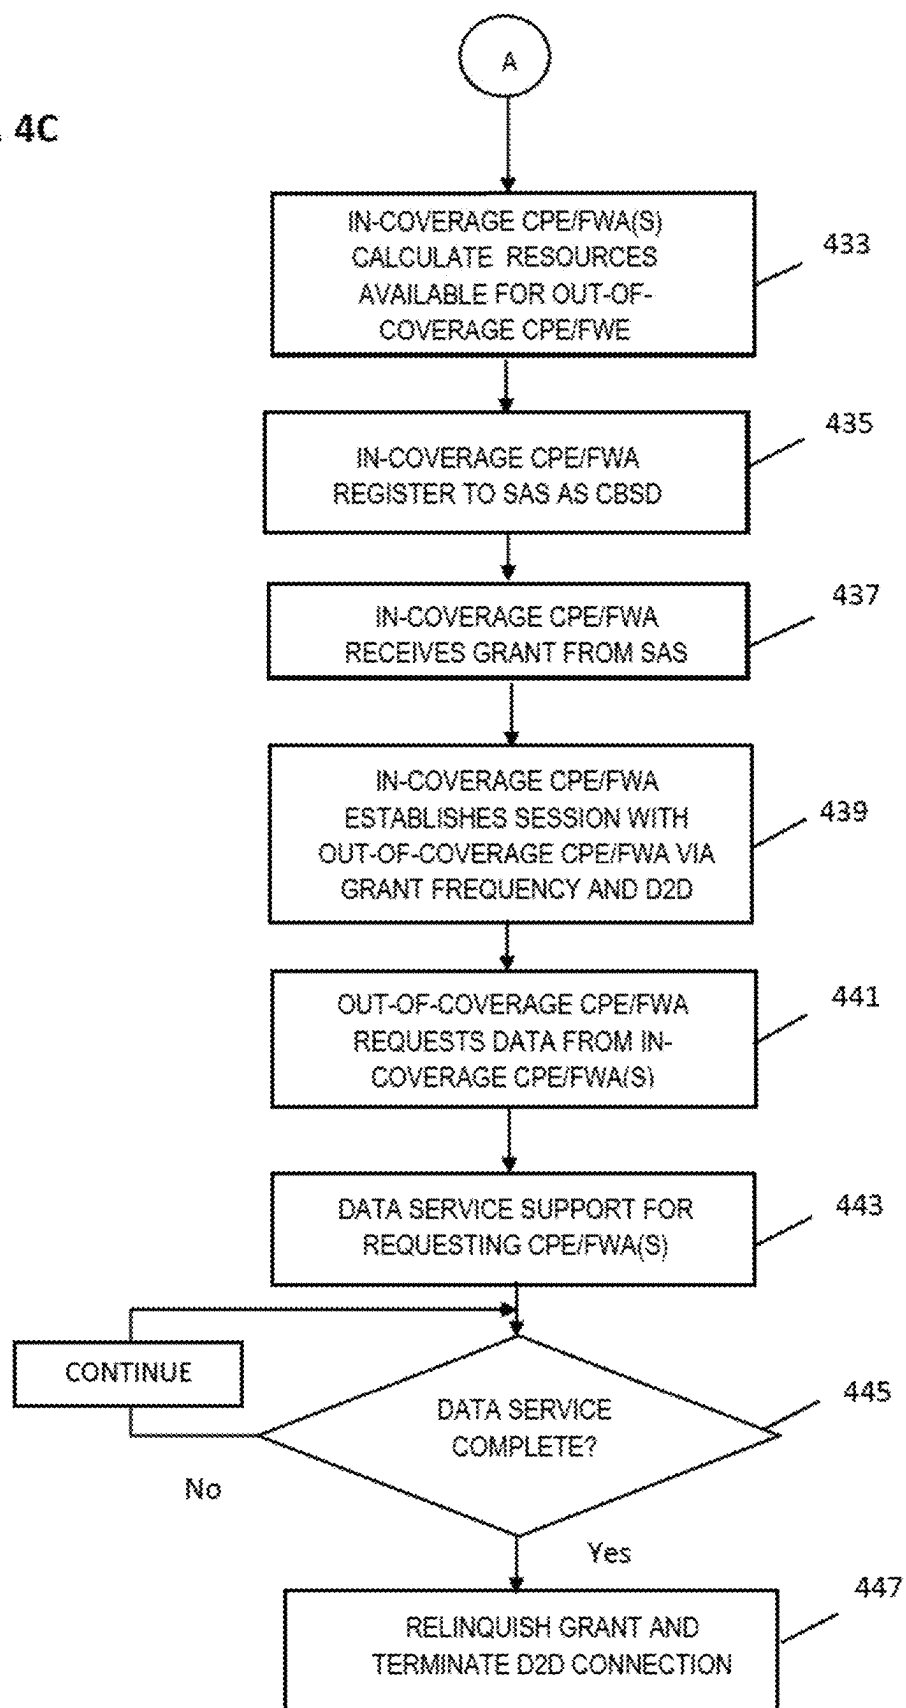 A
4C
IN-COVERAGE CPE/FWA(S)
CALCULATE RESOURCES
AVAILABLE FOR OUT-OF-
COVERAGE CPE/FWE
433
IN-COVERAGE CPE/FWA
REGISTER TO SAS AS CBSD
435
IN-COVERAGE CPE/FWA
RECEIVES GRANT FROM SAS
437
IN-COVERAGE CPE/FWA
ESTABLISHES SESSION WITH
OUT-OF-COVERAGE CPE/FWA VIA
GRANT FREQUENCY AND D2D
439
OUT-OF-COVERAGE CPE/FWA
REQUESTS DATA FROM IN-
COVERAGE CPE/FWA(S)
441
DATA SERVICE SUPPORT FOR
REQUESTING CPE/FWA(S)
443
CONTINUE
DATA SERVICE
COMPLETE?
445
No
Yes
RELINQUISH GRANT AND
TERMINATE D2D CONNECTION
447